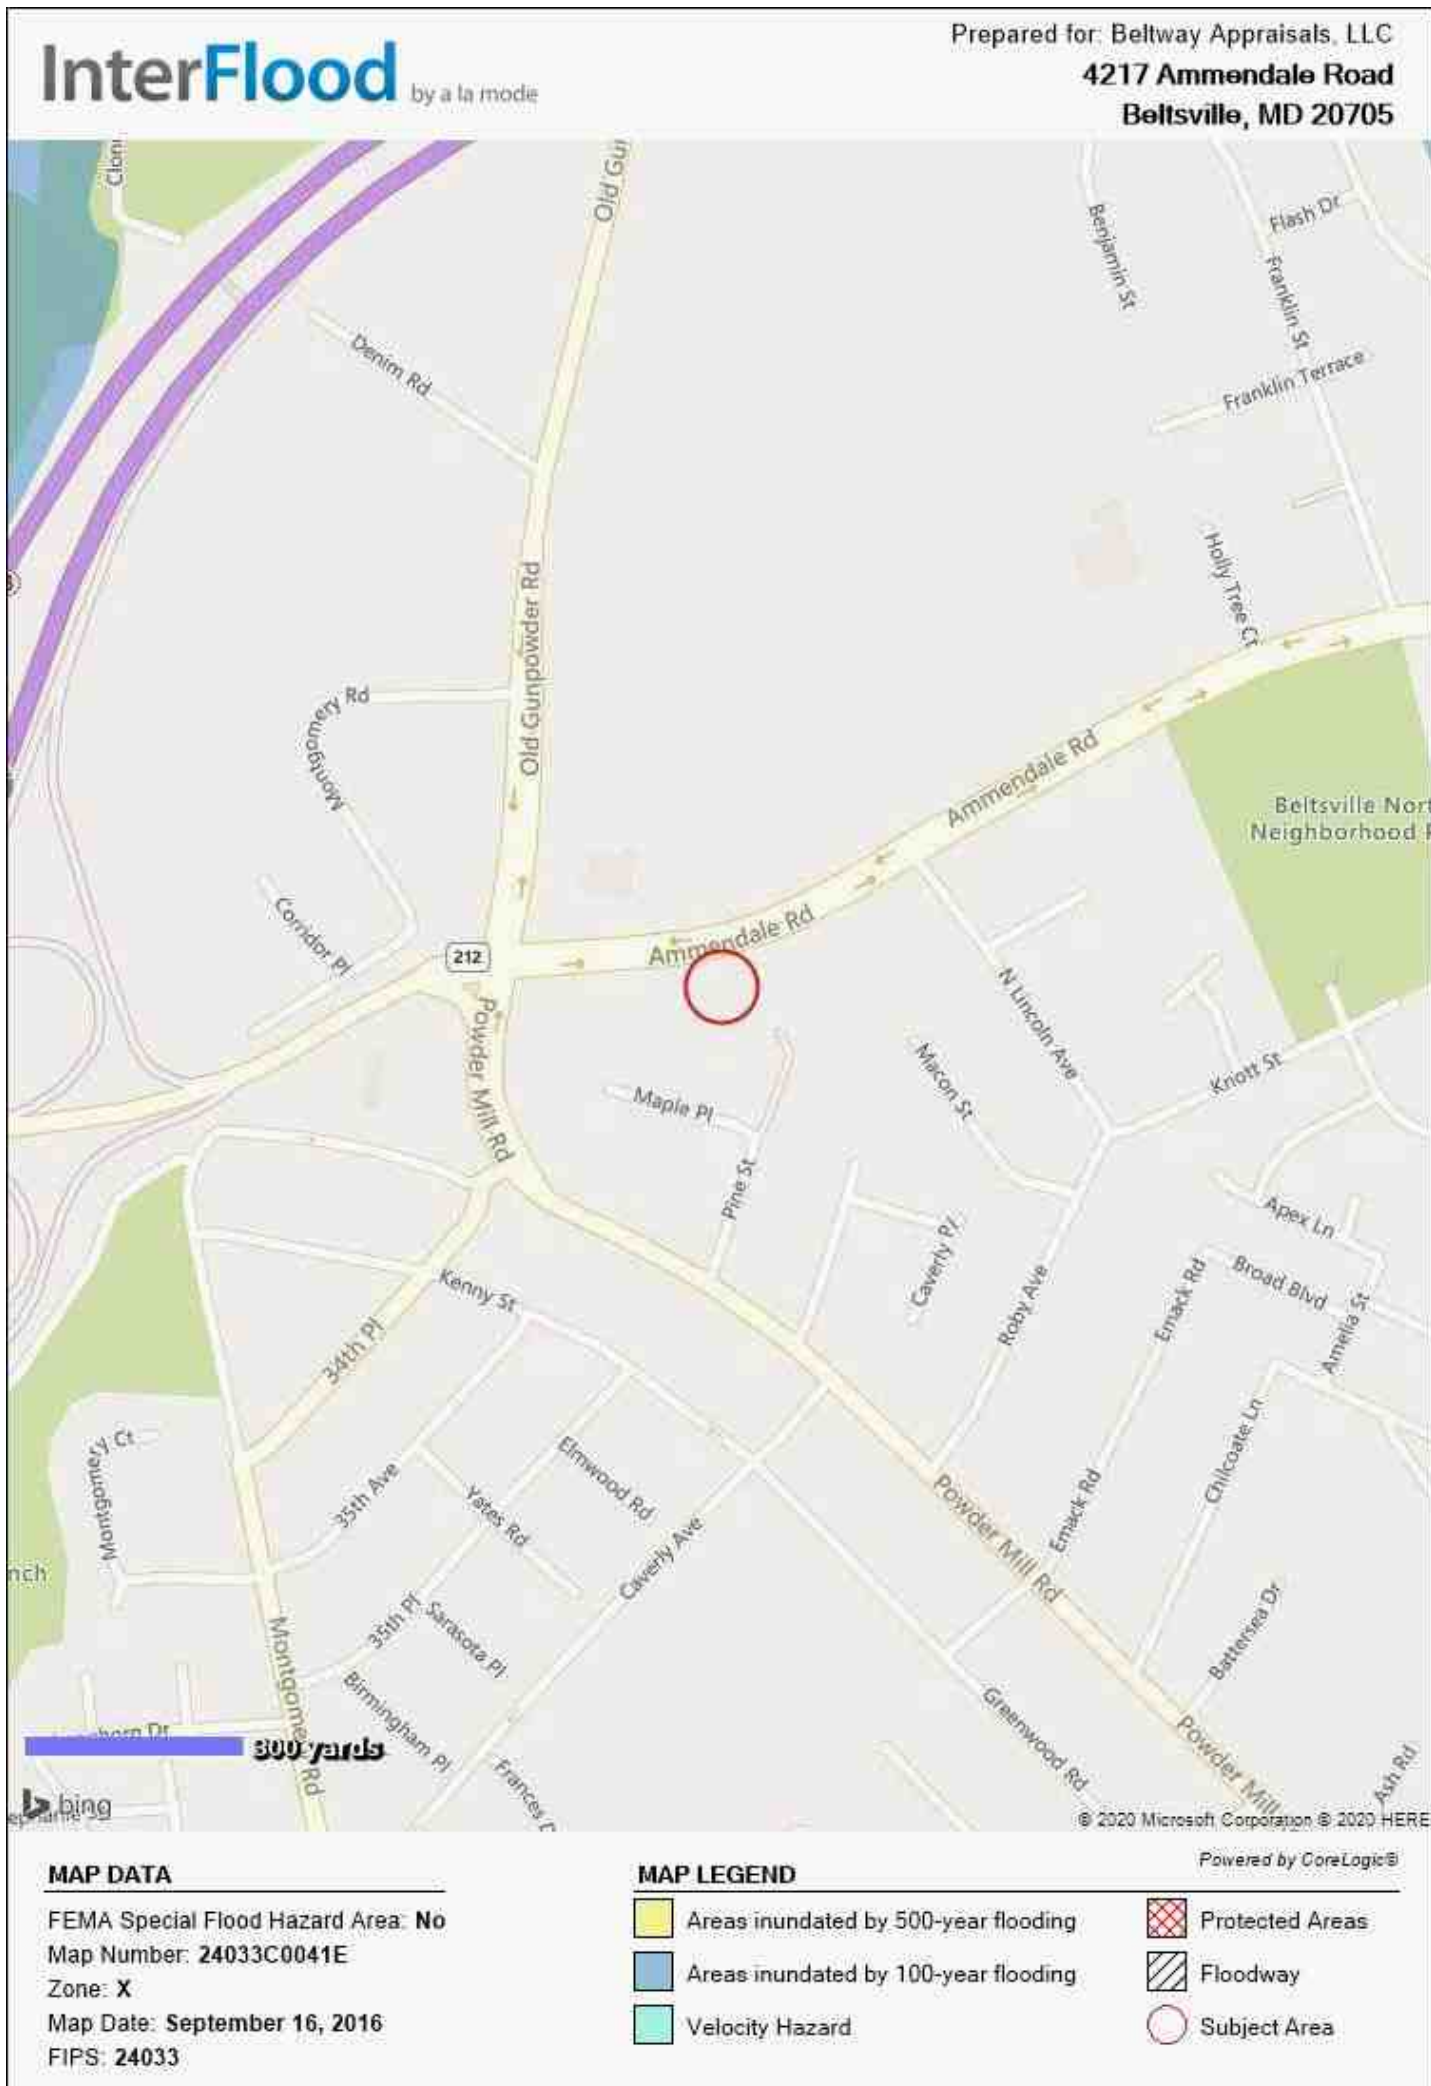 InterFlood by a la mode
Prepared for: Beltway Appraisals, LLC
4217 Ammendale Road
Beltsville, MD 20705
Old Gu
Benjamin St
Flash Dr
Franklin St
Denim Rd
Franklin Terrace
Holly Tree Ct
Old Gunpowder Rd
Montgomery Rd
Ammendale Rd
Beltsville Nort
Neighborhood
Corridor Pl
Ammendale Rd
212
N Lincoln Ave
Powder Mill Rd
Macon St
Knott St
Maple Pl
Pine St
Apex Ln
Caverly Pl
Broad Blvd
Emack Rd
Roby Ave
Amelia St
Kenny St
34th Pl
Montgomery Ct
Chilcoate Ln
35th Ave
Elmwood Rd
Yates Rd
Powder Mill Rd
Emack Rd
Caverly Ave
nch
35th Pl
Sarasota Pl
Battersea Dr
Montgome
Rd
Birmingham Pl
Greenwood Rd
horn Dr
300 yards
Powder Mill
Ash Rd
Frances D
bing
© 2020 Microsoft Corporation © 2020 HERE
Powered by CoreLogic®
MAP DATA
FEMA Special Flood Hazard Area: No
Map Number: 24033C0041E
Zone: X
Map Date: September 16, 2016
FIPS: 24033
MAP LEGEND
Areas inundated by 500-year flooding
Areas inundated by 100-year flooding
Velocity Hazard
Protected Areas
Floodway
Subject Area